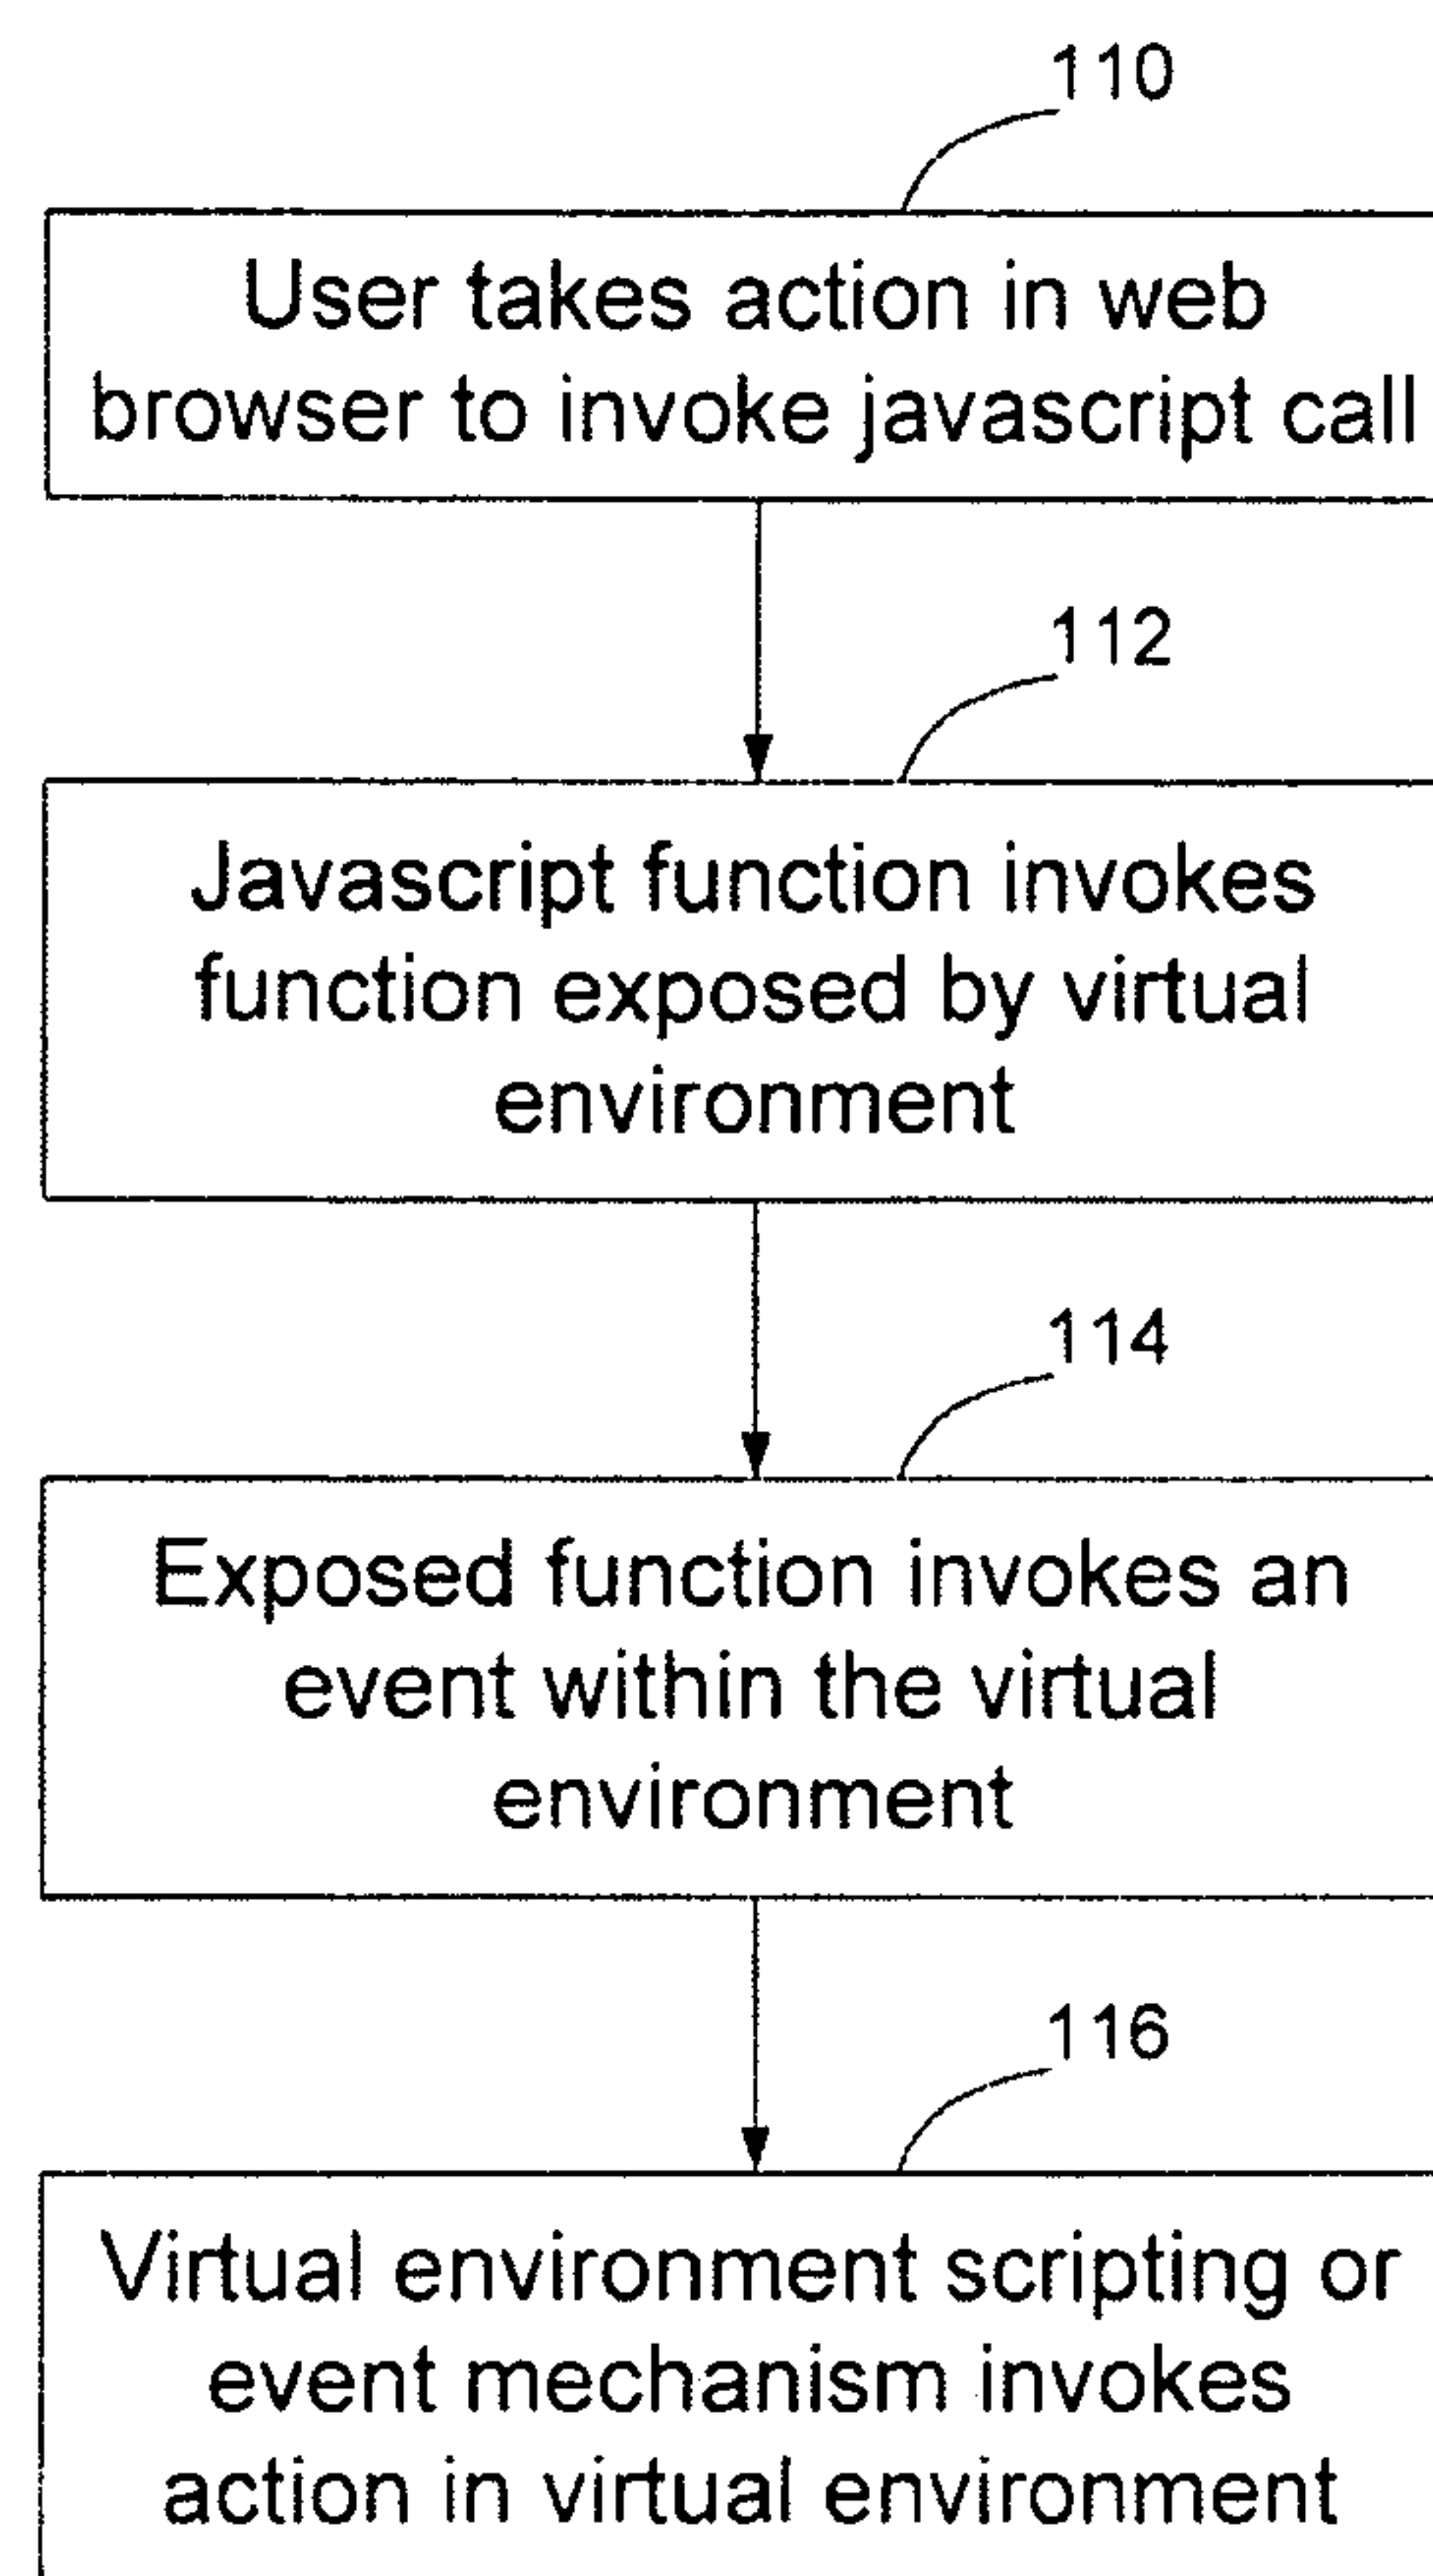 110
User takes action in web
browser to invoke javascript call
112
Javascript function invokes
function exposed by virtual
environment
114
Exposed function invokes an
event within the virtual
environment
116
Virtual environment scripting or
event mechanism invokes
action in virtual environment